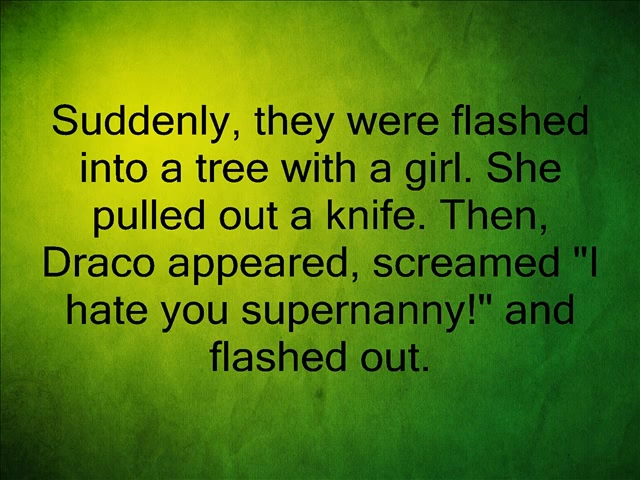 Suddenly, they were flashed
into a tree with a girl. She
pulled out a knife. Then,
Draco appeared, screamed "I
hate you supernanny!" and
flashed out.